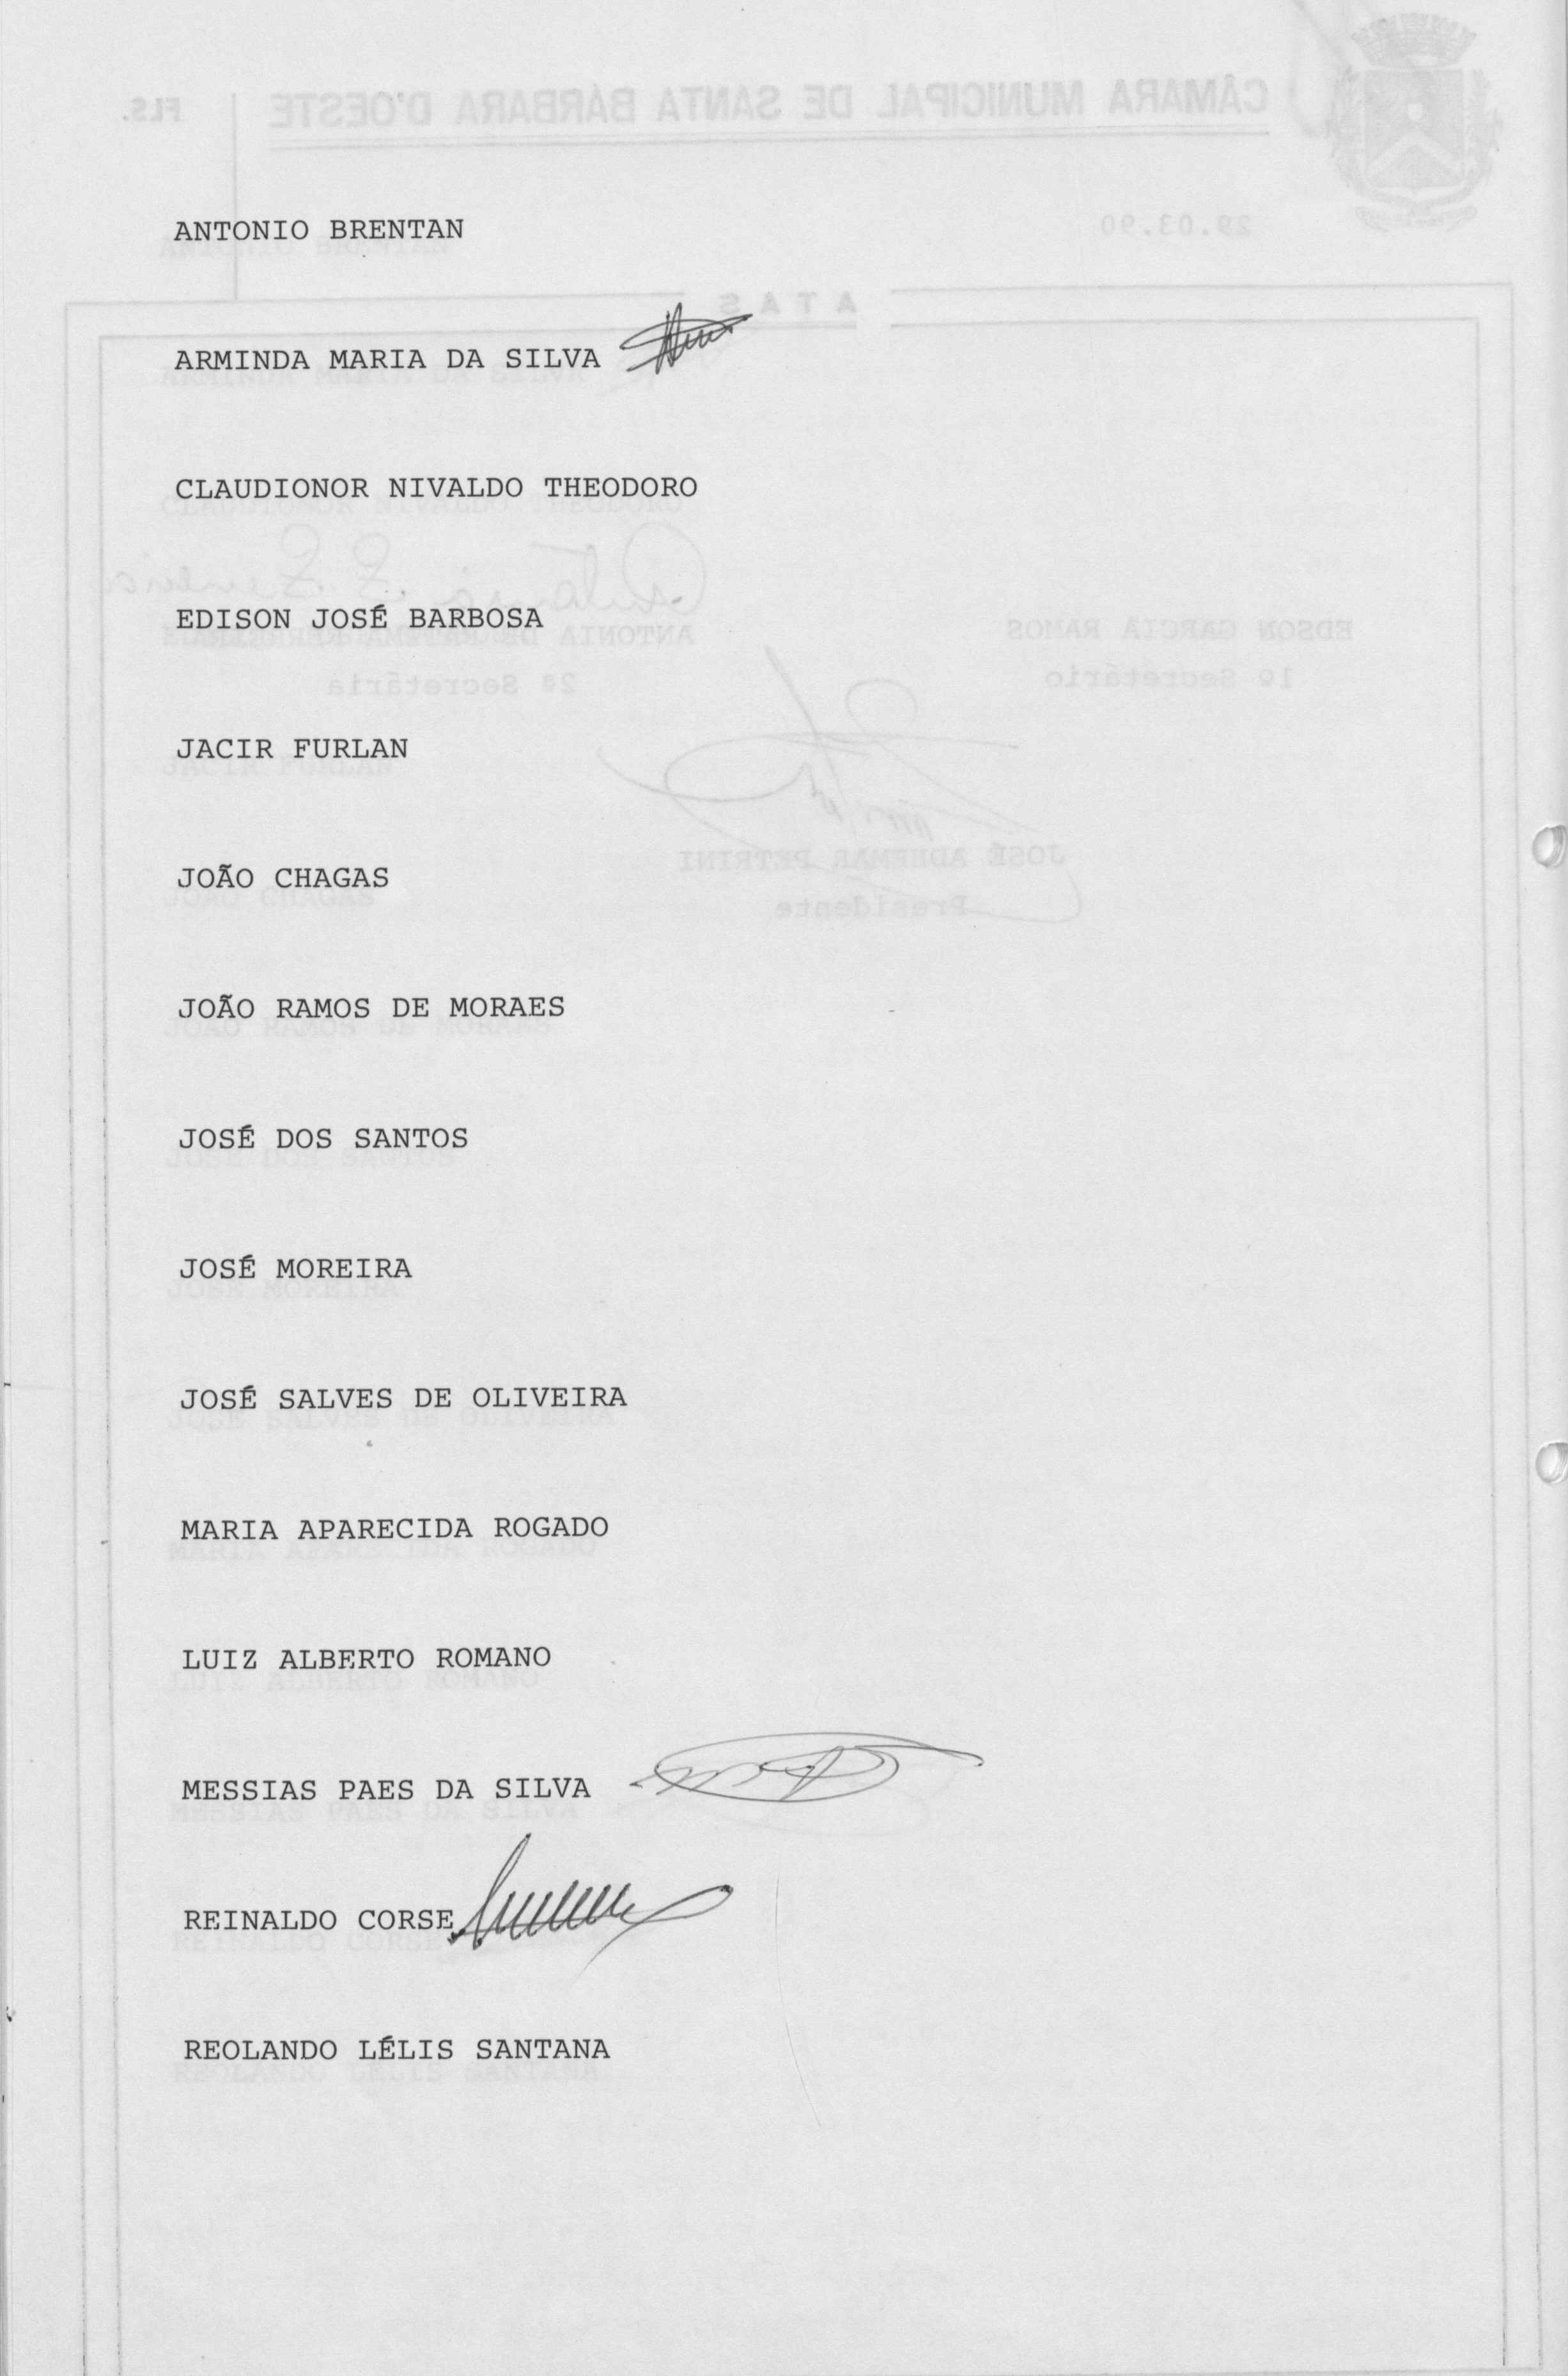 CÂMARA MUNICIPAL DE SANTA BÁRBARA D'OESTE
FLS.
29.03.90
ATAS
ANTONIO BRENTAN
ARMINDA MARIA DA SILVA
CLAUDIONOR NIVALDO THEODORO
EDISON JOSÉ BARBOSA
EDSON GARCIA RAMOS
1º Secretário
2ª Secretária
JACIR FURLAN
JOSÉ ADEMAR PETRINI
Presidente
JOÃO CHAGAS
JOÃO RAMOS DE MORAES
JOSÉ DOS SANTOS
JOSÉ MOREIRA
JOSÉ SALVES DE OLIVEIRA
MARIA APARECIDA ROGADO
LUIZ ALBERTO ROMANO
MESSIAS PAES DA SILVA
REINALDO CORSE
REOLANDO LÉLIS SANTANA